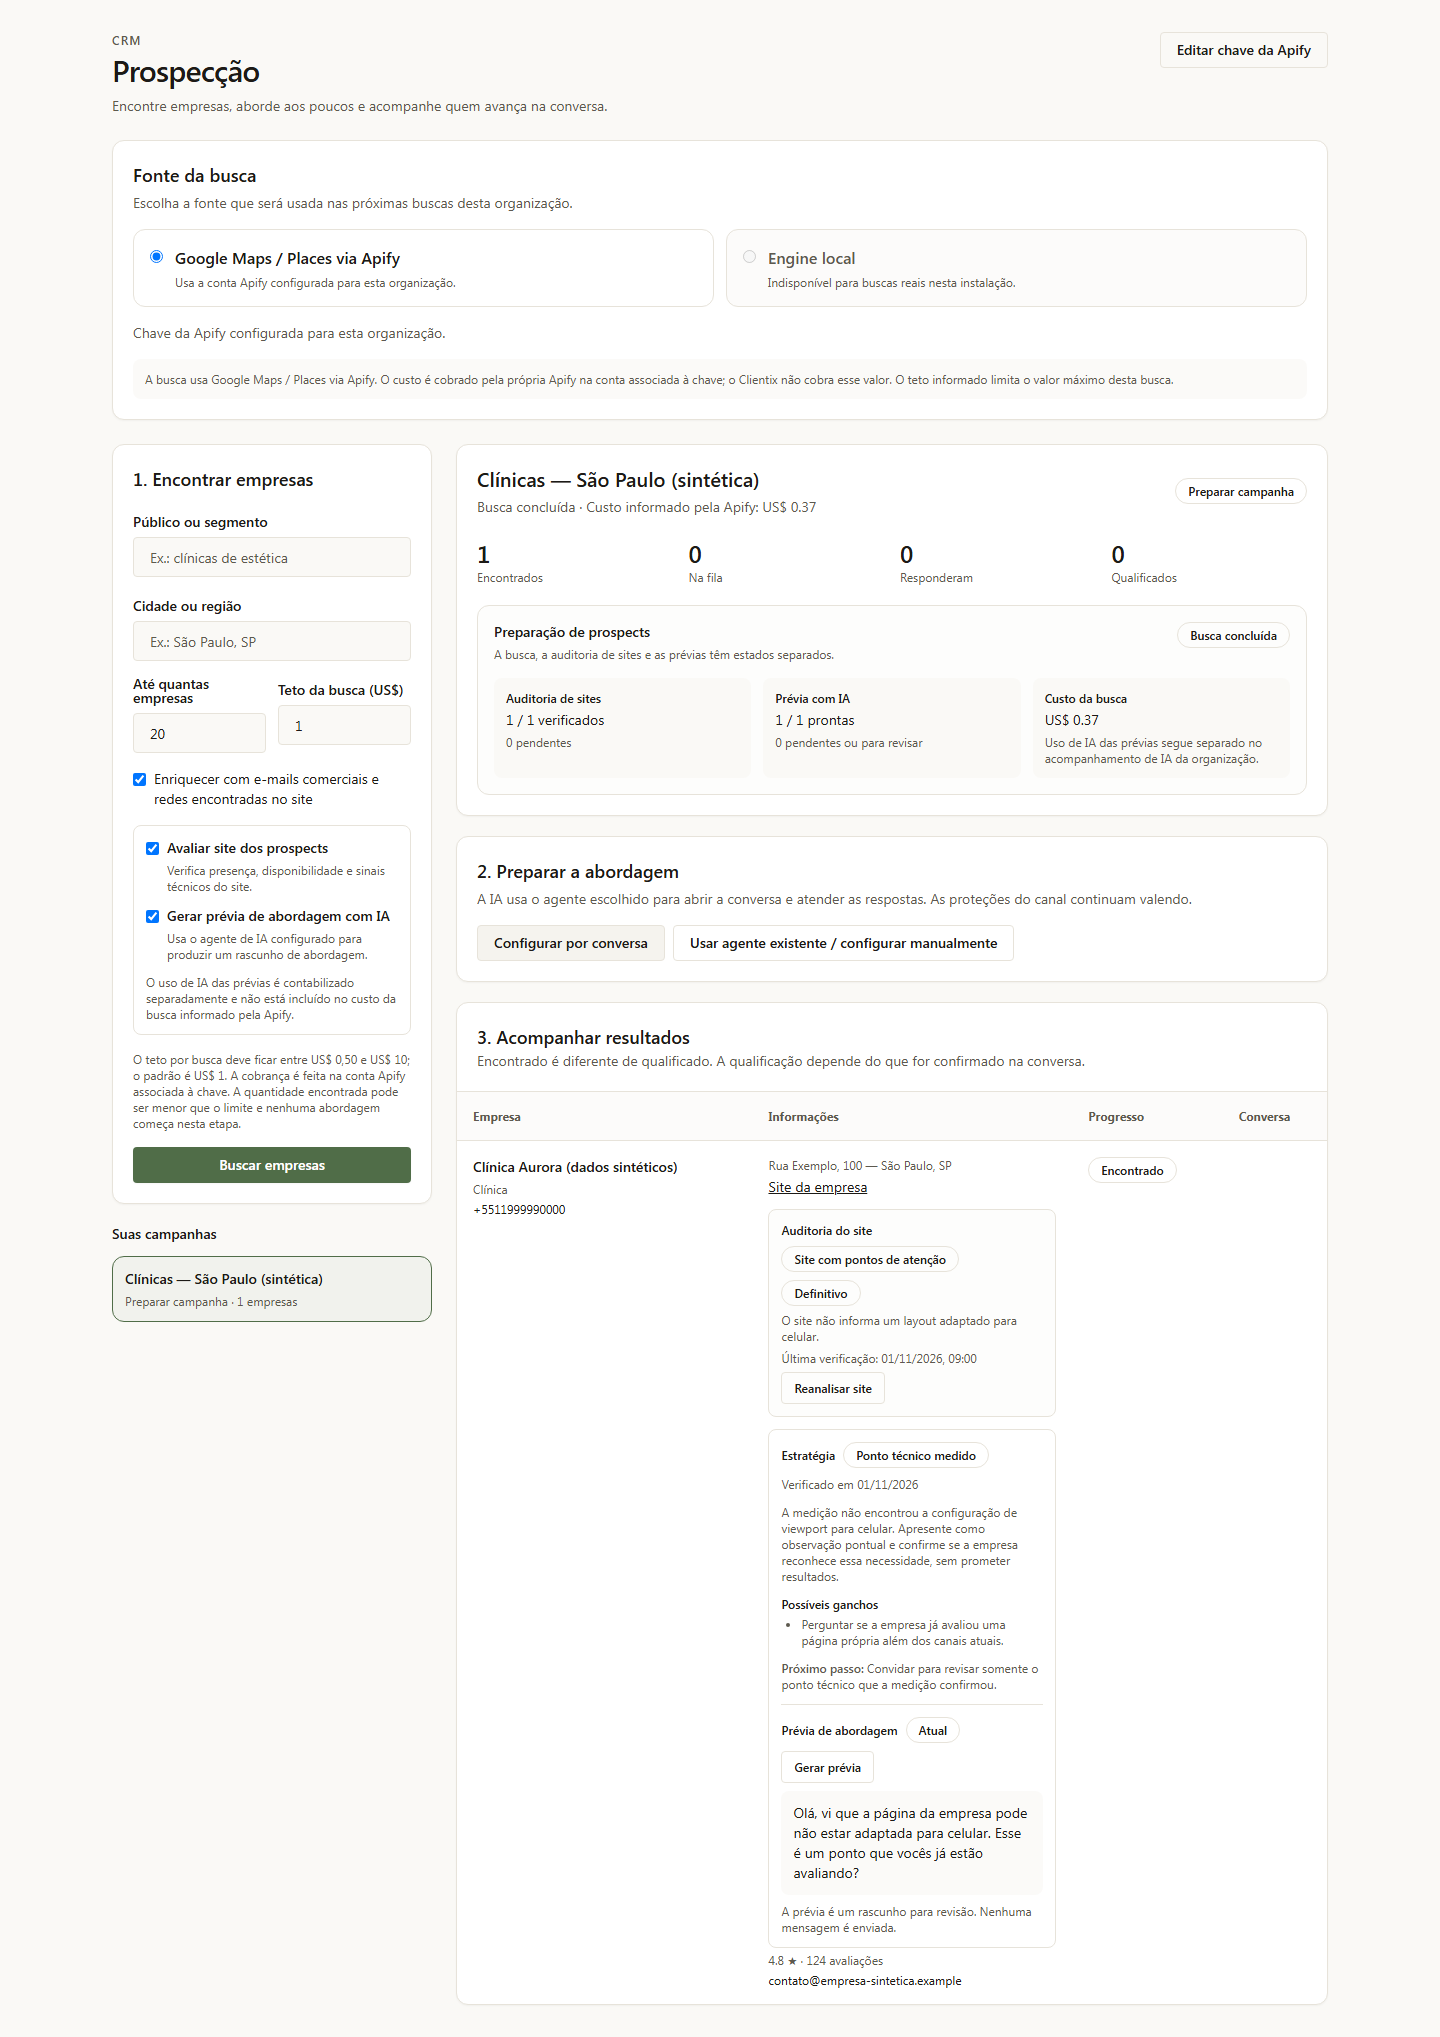 CRM
Prospecção
Encontre empresas, aborde aos poucos e acompanhe quem avança na conversa.
Editar chave da Apify
Fonte da busca
Escolha a fonte que será usada nas próximas buscas desta organização.
Google Maps / Places via Apify
Usa a conta Apify configurada para esta organização.
Engine local
Indisponível para buscas reais nesta instalação.
Chave da Apify configurada para esta organização.
A busca usa Google Maps / Places via Apify. O custo é cobrado pela própria Apify na conta associada à chave; o Clientix não cobra esse valor. O teto informado limita o valor máximo desta busca.
1. Encontrar empresas
Público ou segmento
Ex.: clínicas de estética
Cidade ou região
Ex.: São Paulo, SP
Até quantas
empresas
20
Teto da busca (US$)
1
Enriquecer com e-mails comerciais e
redes encontradas no site
Avaliar site dos prospects
Verifica presença, disponibilidade e sinais
técnicos do site.
Gerar prévia de abordagem com IA
Usa o agente de IA configurado para
produzir um rascunho de abordagem.
O uso de IA das prévias é contabilizado
separadamente e não está incluído no custo da
busca informado pela Apify.
O teto por busca deve ficar entre US$ 0,50 e US$ 10;
o padrão é US$ 1. A cobrança é feita na conta Apify
associada à chave. A quantidade encontrada pode
ser menor que o limite e nenhuma abordagem
começa nesta etapa.
Buscar empresas
Suas campanhas
Clínicas — São Paulo (sintética)
Preparar campanha · 1 empresas
Clínicas — São Paulo (sintética)
Busca concluída · Custo informado pela Apify: US$ 0.37
Preparar campanha
1
Encontrados
0
Na fila
0
Responderam
0
Qualificados
Preparação de prospects
A busca, a auditoria de sites e as prévias têm estados separados.
Busca concluída
Auditoria de sites
1 / 1 verificados
0 pendentes
Prévia com IA
1 / 1 prontas
0 pendentes ou para revisar
Custo da busca
US$ 0.37
Uso de IA das prévias segue separado no
acompanhamento de IA da organização.
2. Preparar a abordagem
A IA usa o agente escolhido para abrir a conversa e atender as respostas. As proteções do canal continuam valendo.
Configurar por conversa
Usar agente existente / configurar manualmente
3. Acompanhar resultados
Encontrado é diferente de qualificado. A qualificação depende do que for confirmado na conversa.
Empresa
Informações
Progresso
Conversa
Clínica Aurora (dados sintéticos)
Clínica
+5511999990000
Rua Exemplo, 100 — São Paulo, SP
Site da empresa
Encontrado
Auditoria do site
Site com pontos de atenção
Definitivo
O site não informa um layout adaptado para
celular.
Última verificação: 01/11/2026, 09:00
Reanalisar site
Estratégia
Ponto técnico medido
Verificado em 01/11/2026
A medição não encontrou a configuração de
viewport para celular. Apresente como
observação pontual e confirme se a empresa
reconhece essa necessidade, sem prometer
resultados.
Possíveis ganchos
• Perguntar se a empresa já avaliou uma
página própria além dos canais atuais.
Próximo passo: Convidar para revisar somente o
ponto técnico que a medição confirmou.
Prévia de abordagem
Atual
Gerar prévia
Olá, vi que a página da empresa pode
não estar adaptada para celular. Esse
é um ponto que vocês já estão
avaliando?
A prévia é um rascunho para revisão. Nenhuma
mensagem é enviada.
4.8 ★ · 124 avaliações
contato@empresa-sintetica.example